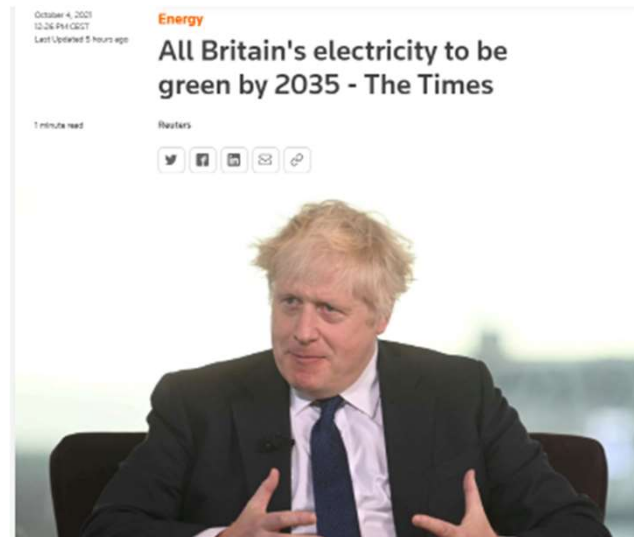 October 4, 2021
12:26 PM CEST
Last Updated 5 hours ago
Energy
All Britain's electricity to be
green by 2035 - The Times
1 minute read
Reuters